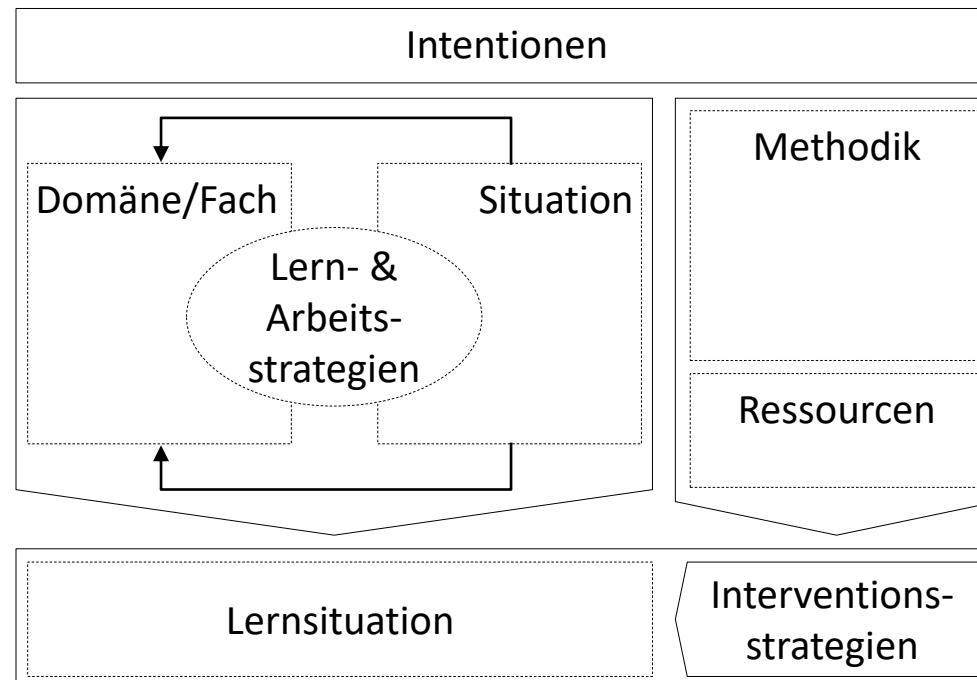 Intentionen
Domäne/Fach
Situation
Lern- &
Arbeits-
strategien
Methodik
Ressourcen
Lernsituation
Interventions-
strategien